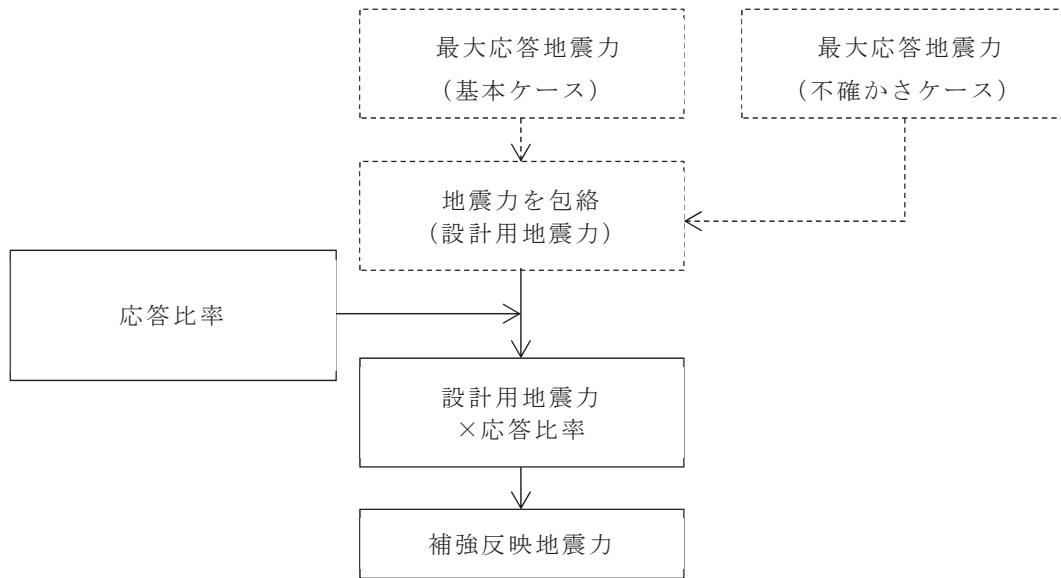 最大応答地震力
（基本ケース）
最大応答地震力
（不確かさケース）
地震力を包絡
（設計用地震力）
応答比率
設計用地震力
×応答比率
補強反映地震力